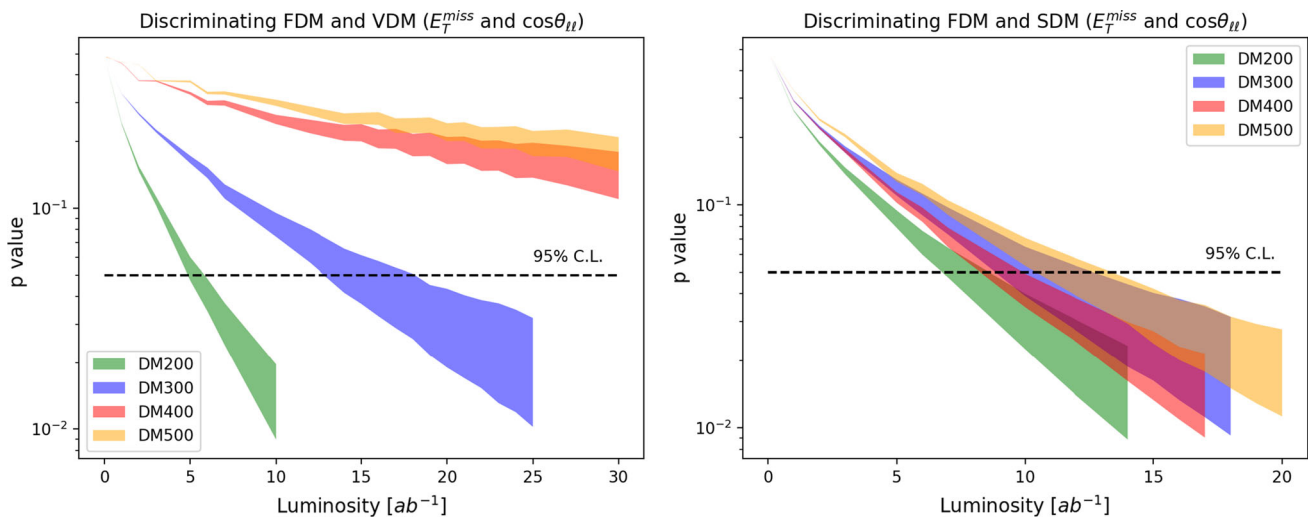 Discriminating FDM and VDM (E_T^miss and cosθ_ℓℓ)
p value
10⁻¹
10⁻²
95% C.L.
DM200
DM300
DM400
DM500
0 5 10 15 20 25 30
Luminosity [ab⁻¹]
Discriminating FDM and SDM (E_T^miss and cosθ_ℓℓ)
DM200
DM300
DM400
DM500
p value
10⁻¹
10⁻²
95% C.L.
0 5 10 15 20
Luminosity [ab⁻¹]